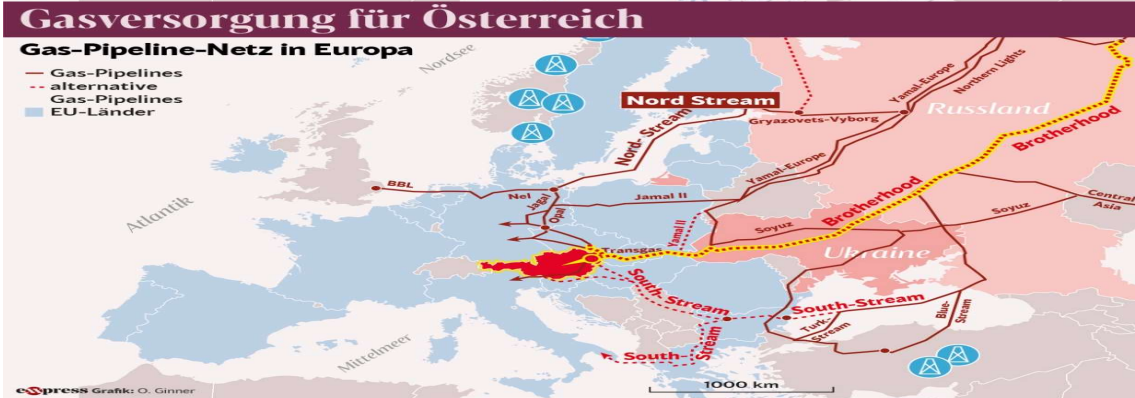 Gasversorgung für Österreich
Gas-Pipeline-Netz in Europa
Gas-Pipelines
alternative
Gas-Pipelines
EU-Länder
Nordsee
Atlantik
Mittelmeer
Nord Stream
Nord-Stream
Gryazovets-Vyborg
Yamal-Europe
Northern Lights
Russland
Brotherhood
Yamal-Europe
BBL
Nel
Jagal
Opal
Jamal II
Brotherhood
Central
Asia
Soyuz
Soyuz
Yamal II
Transgas
Ukraine
South-Stream
South-Stream
Turk-
Stream
Blue-
Stream
South-
Stream
1000 km
express Grafik: O. Ginner